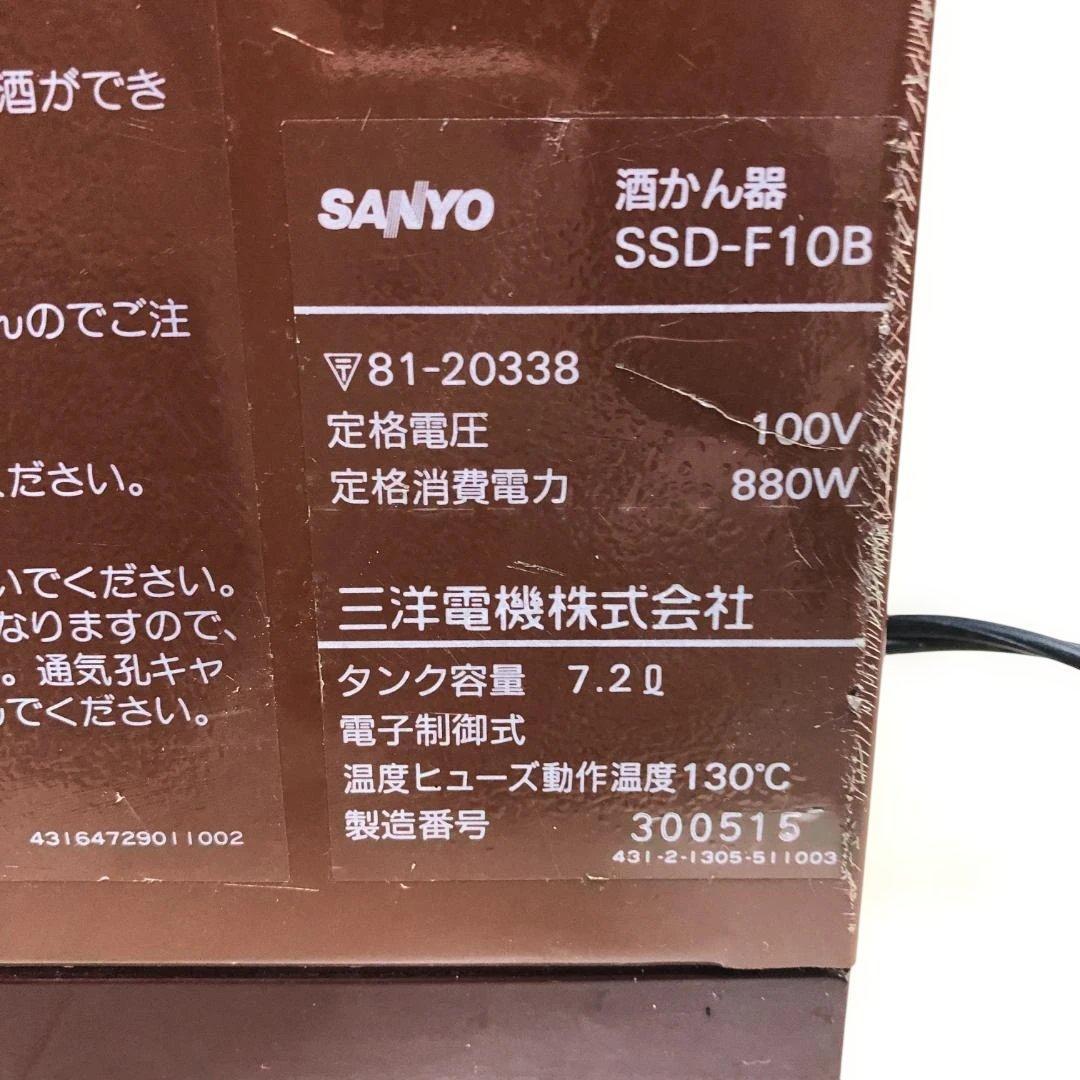 酒ができ
んのでご注
ください。
いでください。
なりますので、
。通気孔キャ
でください。
43164729011002
SANYO
酒かん器
SSD-F10B
81-20338
定格電圧 100V
定格消費電力 880W
三洋電機株式会社
タンク容量 7.2ℓ
電子制御式
温度ヒューズ動作温度130℃
製造番号 300515
431-2-1305-511003